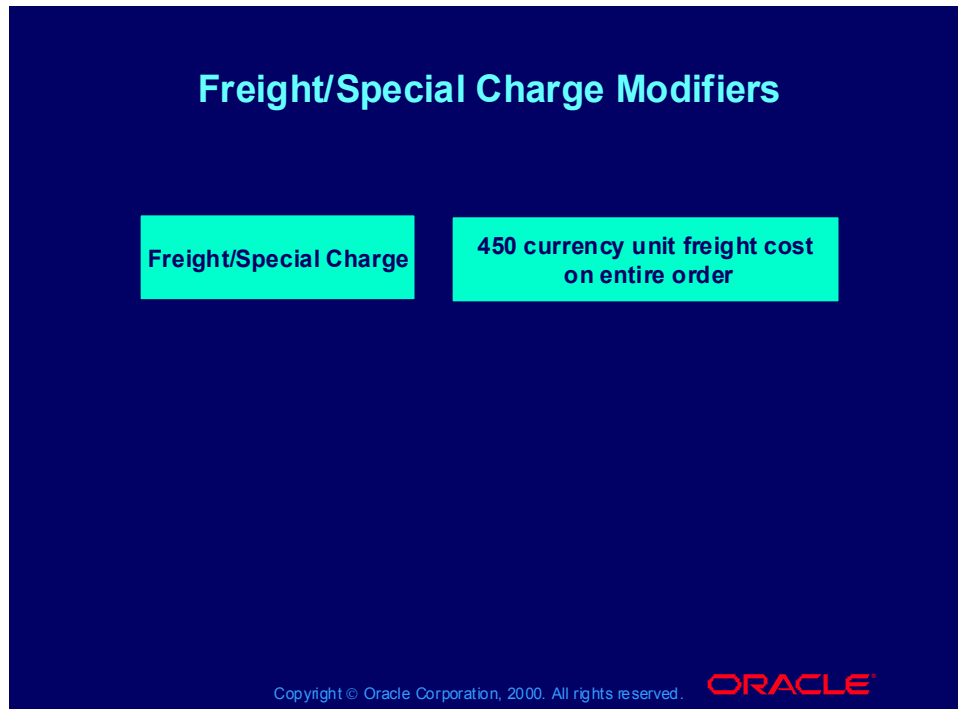 Freight/Special Charge Modifiers
Freight/Special Charge
450 currency unit freight cost
on entire order
Copyright © Oracle Corporation, 2000. All rights reserved.
ORACLE®